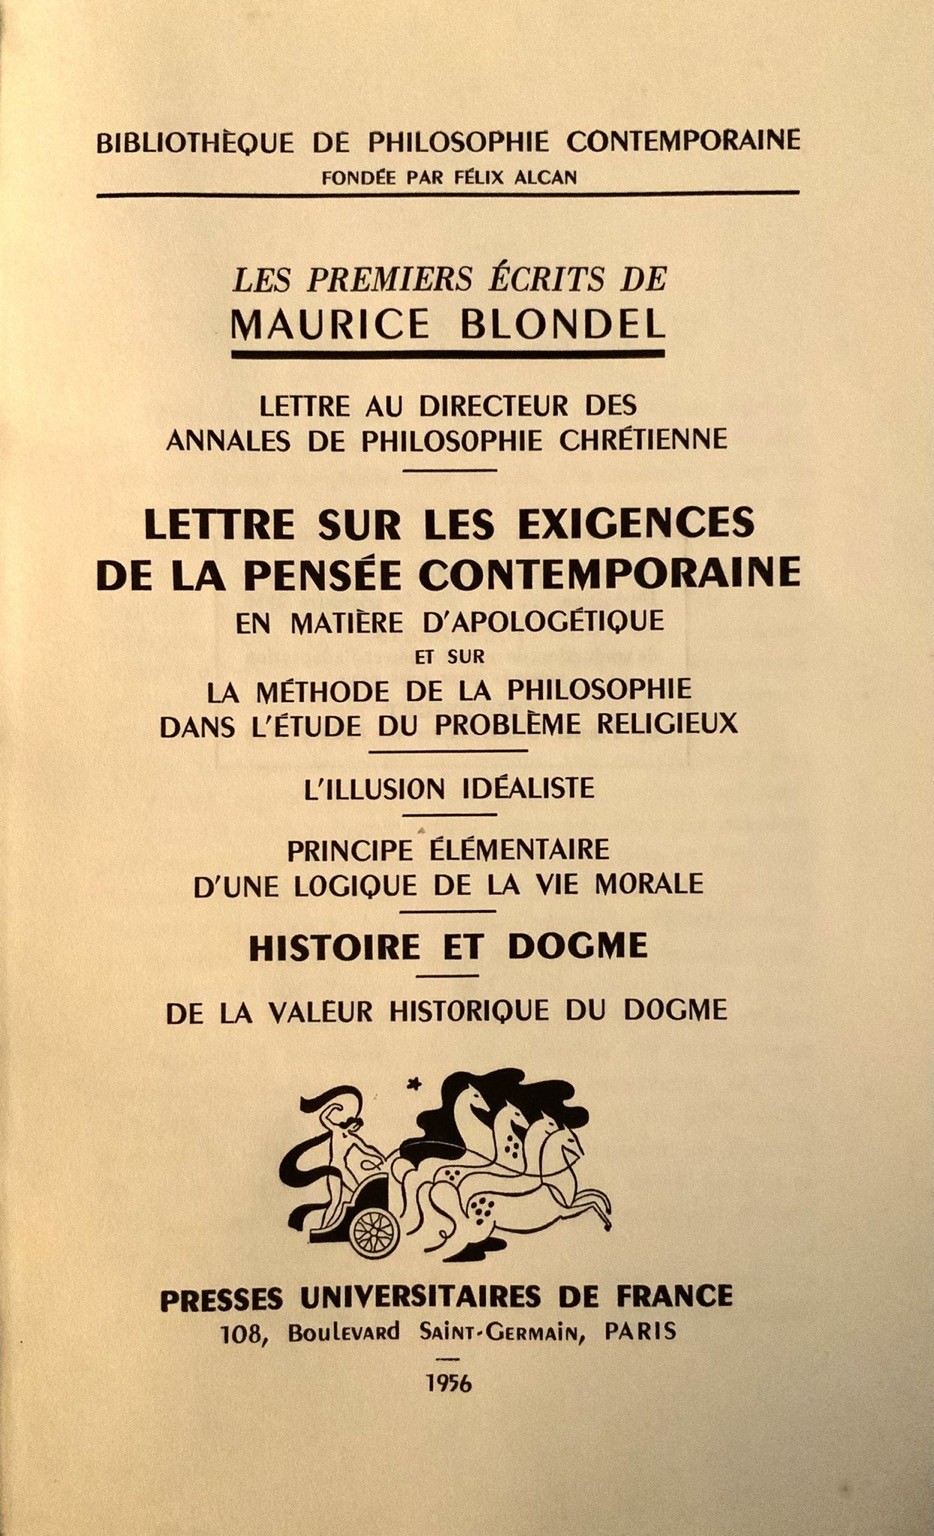 BIBLIOTHÈQUE DE PHILOSOPHIE CONTEMPORAINE
FONDÉE PAR FÉLIX ALCAN
LES PREMIERS ÉCRITS DE
MAURICE BLONDEL
LETTRE AU DIRECTEUR DES
ANNALES DE PHILOSOPHIE CHRÉTIENNE
LETTRE SUR LES EXIGENCES
DE LA PENSÉE CONTEMPORAINE
EN MATIÈRE D'APOLOGÉTIQUE
ET SUR
LA MÉTHODE DE LA PHILOSOPHIE
DANS L'ÉTUDE DU PROBLÈME RELIGIEUX
L'ILLUSION IDÉALISTE
PRINCIPE ÉLÉMENTAIRE
D'UNE LOGIQUE DE LA VIE MORALE
HISTOIRE ET DOGME
DE LA VALEUR HISTORIQUE DU DOGME
PRESSES UNIVERSITAIRES DE FRANCE
108, Boulevard Saint-Germain, PARIS
1956